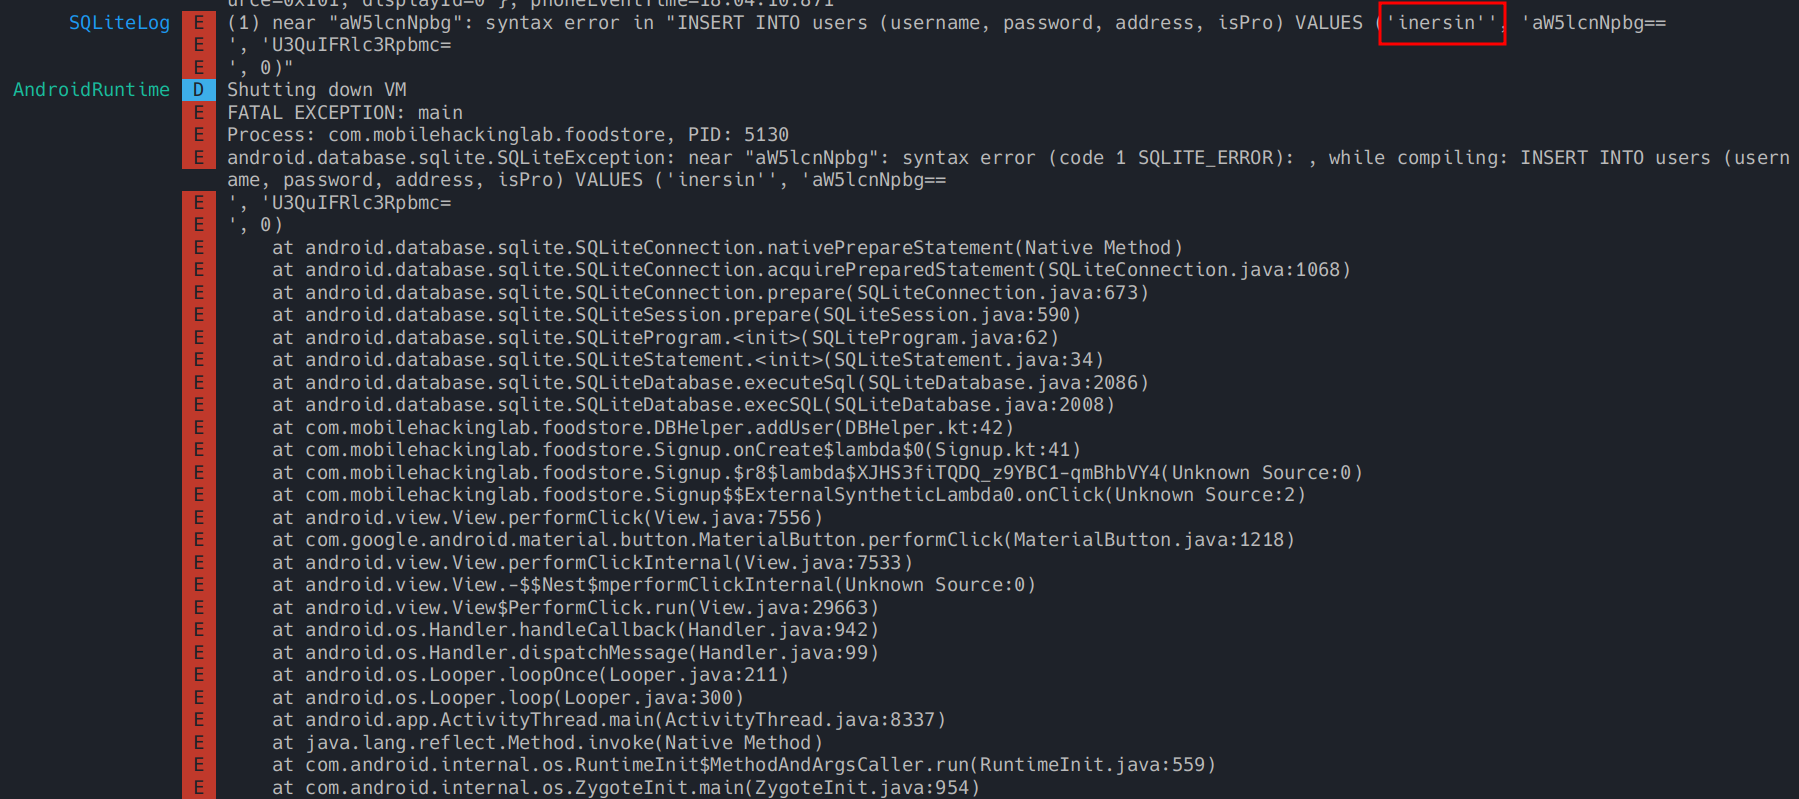 urce=0x101, displayId=0 }, phoneEventTime=18:04:10.871
SQLiteLog E (1) near "aW5lcnNpbg": syntax error in "INSERT INTO users (username, password, address, isPro) VALUES ('inersin'', 'aW5lcnNpbg==
E ', 'U3QuIFRlc3Rpbmc=
E ', 0)"
AndroidRuntime D Shutting down VM
E FATAL EXCEPTION: main
E Process: com.mobilehackinglab.foodstore, PID: 5130
E android.database.sqlite.SQLiteException: near "aW5lcnNpbg": syntax error (code 1 SQLITE_ERROR): , while compiling: INSERT INTO users (usern
ame, password, address, isPro) VALUES ('inersin'', 'aW5lcnNpbg==
E ', 'U3QuIFRlc3Rpbmc=
E ', 0)
E at android.database.sqlite.SQLiteConnection.nativePrepareStatement(Native Method)
E at android.database.sqlite.SQLiteConnection.acquirePreparedStatement(SQLiteConnection.java:1068)
E at android.database.sqlite.SQLiteConnection.prepare(SQLiteConnection.java:673)
E at android.database.sqlite.SQLiteSession.prepare(SQLiteSession.java:590)
E at android.database.sqlite.SQLiteProgram.<init>(SQLiteProgram.java:62)
E at android.database.sqlite.SQLiteStatement.<init>(SQLiteStatement.java:34)
E at android.database.sqlite.SQLiteDatabase.executeSql(SQLiteDatabase.java:2086)
E at android.database.sqlite.SQLiteDatabase.execSQL(SQLiteDatabase.java:2008)
E at com.mobilehackinglab.foodstore.DBHelper.addUser(DBHelper.kt:42)
E at com.mobilehackinglab.foodstore.Signup.onCreate$lambda$0(Signup.kt:41)
E at com.mobilehackinglab.foodstore.Signup.$r8$lambda$XJHS3fiTQDQ_z9YBC1-qmBhbVY4(Unknown Source:0)
E at com.mobilehackinglab.foodstore.Signup$$ExternalSyntheticLambda0.onClick(Unknown Source:2)
E at android.view.View.performClick(View.java:7556)
E at com.google.android.material.button.MaterialButton.performClick(MaterialButton.java:1218)
E at android.view.View.performClickInternal(View.java:7533)
E at android.view.View.-$$Nest$mperformClickInternal(Unknown Source:0)
E at android.view.View$PerformClick.run(View.java:29663)
E at android.os.Handler.handleCallback(Handler.java:942)
E at android.os.Handler.dispatchMessage(Handler.java:99)
E at android.os.Looper.loopOnce(Looper.java:211)
E at android.os.Looper.loop(Looper.java:300)
E at android.app.ActivityThread.main(ActivityThread.java:8337)
E at java.lang.reflect.Method.invoke(Native Method)
E at com.android.internal.os.RuntimeInit$MethodAndArgsCaller.run(RuntimeInit.java:559)
E at com.android.internal.os.ZygoteInit.main(ZygoteInit.java:954)